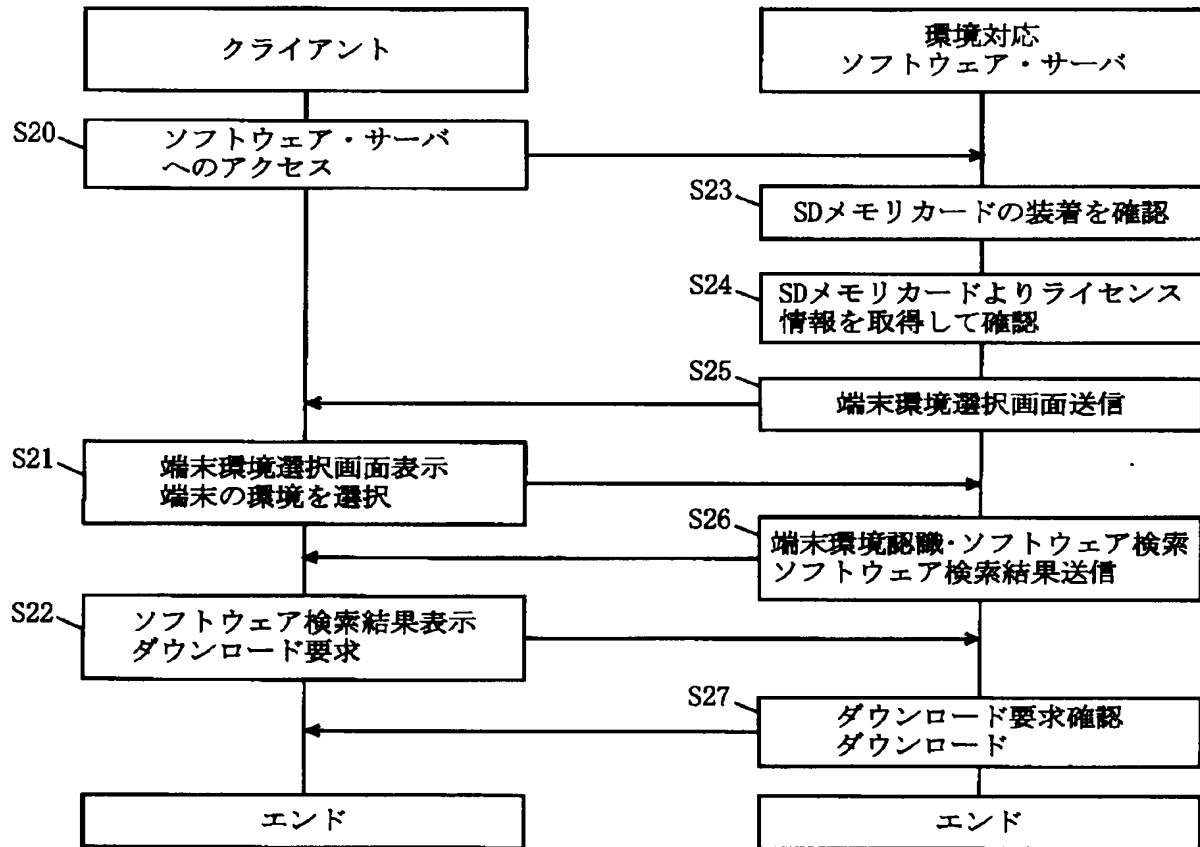 クライアント
環境対応
ソフトウェア・サーバ
S20
ソフトウェア・サーバ
へのアクセス
S23
SDメモリカードの装着を確認
S24
SDメモリカードよりライセンス
情報を取得して確認
S25
端末環境選択画面送信
S21
端末環境選択画面表示
端末の環境を選択
S26
端末環境認識・ソフトウェア検索
ソフトウェア検索結果送信
S22
ソフトウェア検索結果表示
ダウンロード要求
S27
ダウンロード要求確認
ダウンロード
エンド
エンド